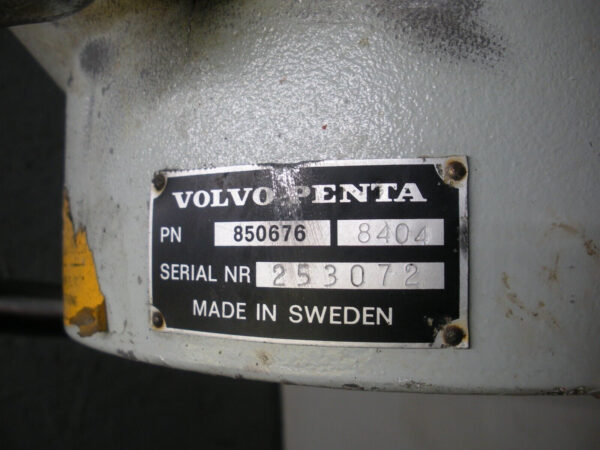 VOLVO PENTA
PN 850676 8404
SERIAL NR 253072
MADE IN SWEDEN